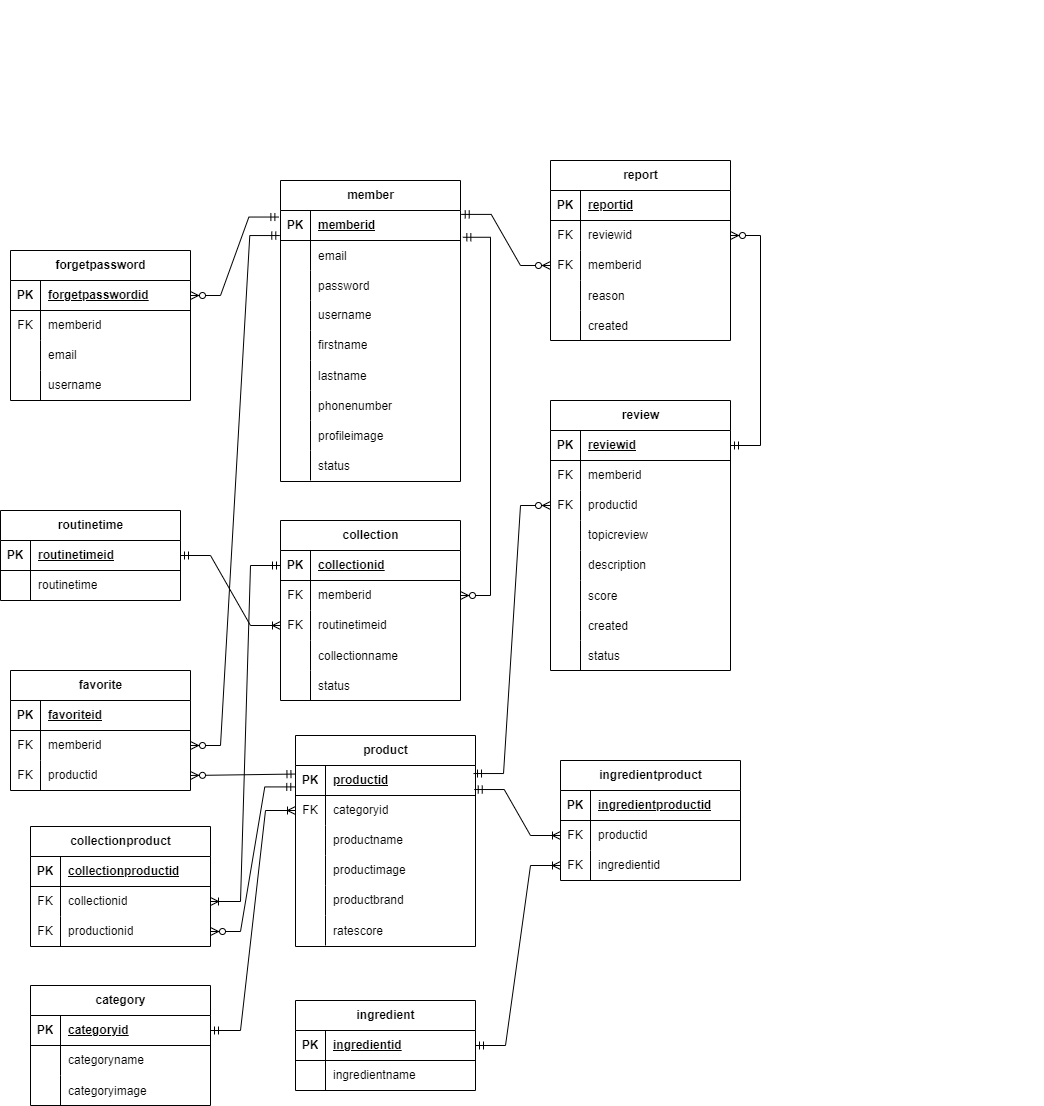 report
PK reportid
FK reviewid
FK memberid
reason
created
member
PK memberid
email
password
username
firstname
lastname
phonenumber
profileimage
status
forgetpassword
PK forgetpasswordid
FK memberid
email
username
review
PK reviewid
FK memberid
FK productid
topicreview
description
score
created
status
routinetime
PK routinetimeid
routinetime
collection
PK collectionid
FK memberid
FK routinetimeid
collectionname
status
favorite
PK favoriteid
FK memberid
FK productid
product
PK productid
FK categoryid
productname
productimage
productbrand
ratescore
ingredientproduct
PK ingredientproductid
FK productid
FK ingredientid
collectionproduct
PK collectionproductid
FK collectionid
FK productionid
category
PK categoryid
categoryname
categoryimage
ingredient
PK ingredientid
ingredientname